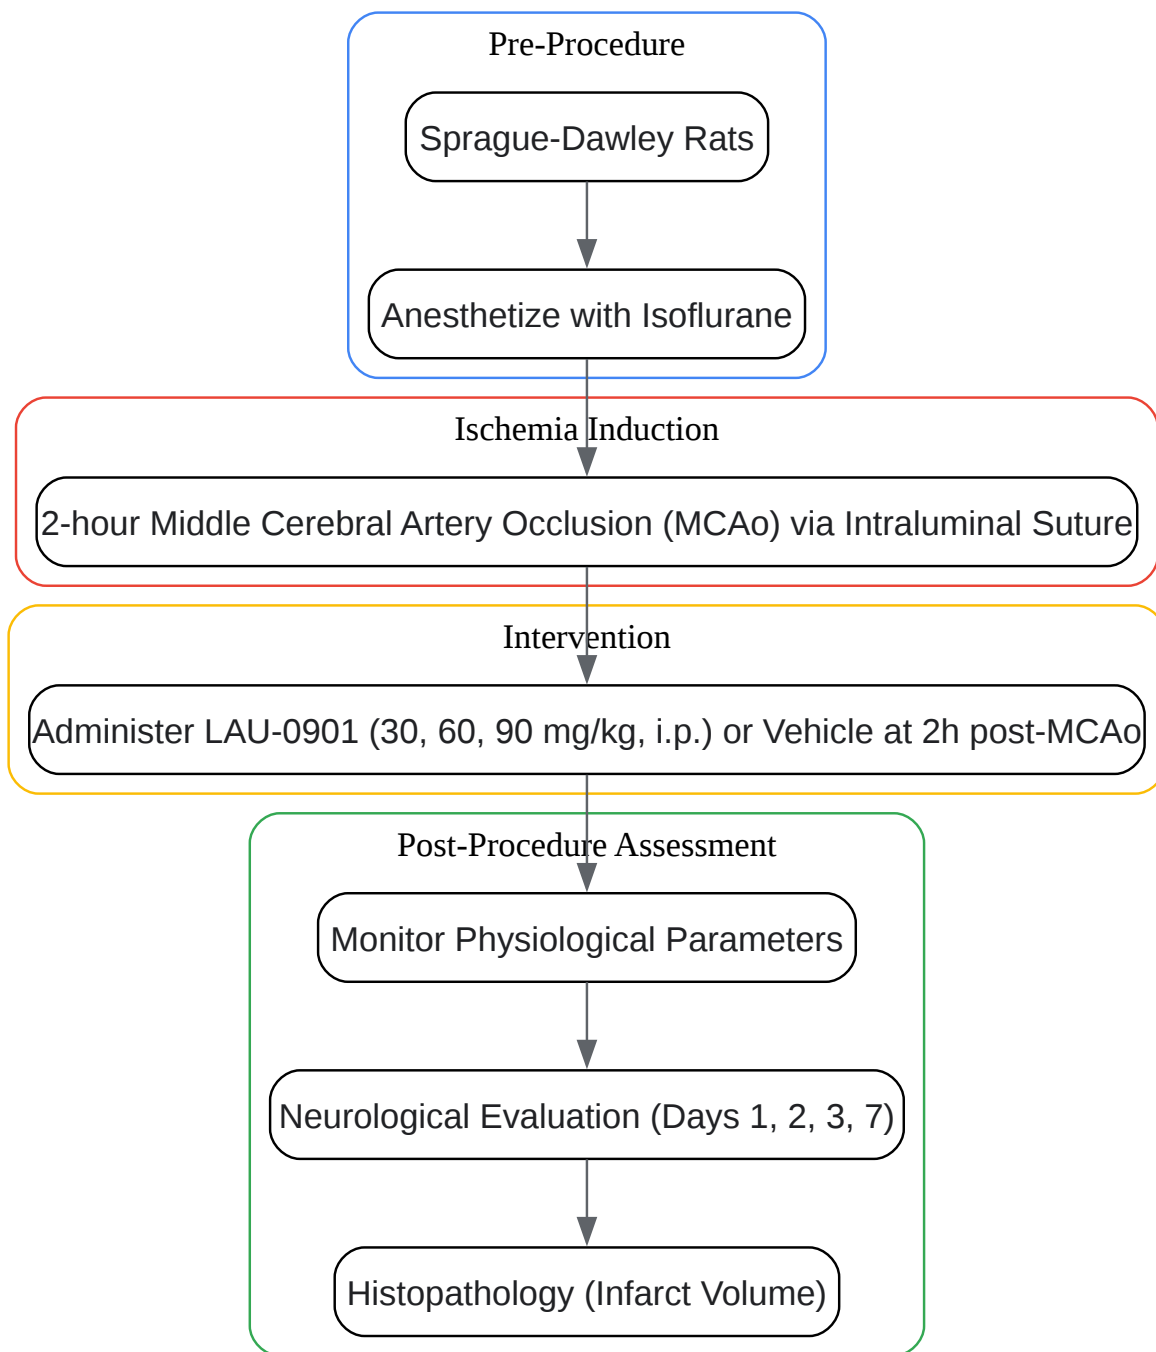 Pre-Procedure
Sprague-Dawley Rats
Anesthetize with Isoflurane
Ischemia Induction
2-hour Middle Cerebral Artery Occlusion (MCAo) via Intraluminal Suture
Intervention
Administer LAU-0901 (30, 60, 90 mg/kg, i.p.) or Vehicle at 2h post-MCAo
Post-Procedure Assessment
Monitor Physiological Parameters
Neurological Evaluation (Days 1, 2, 3, 7)
Histopathology (Infarct Volume)